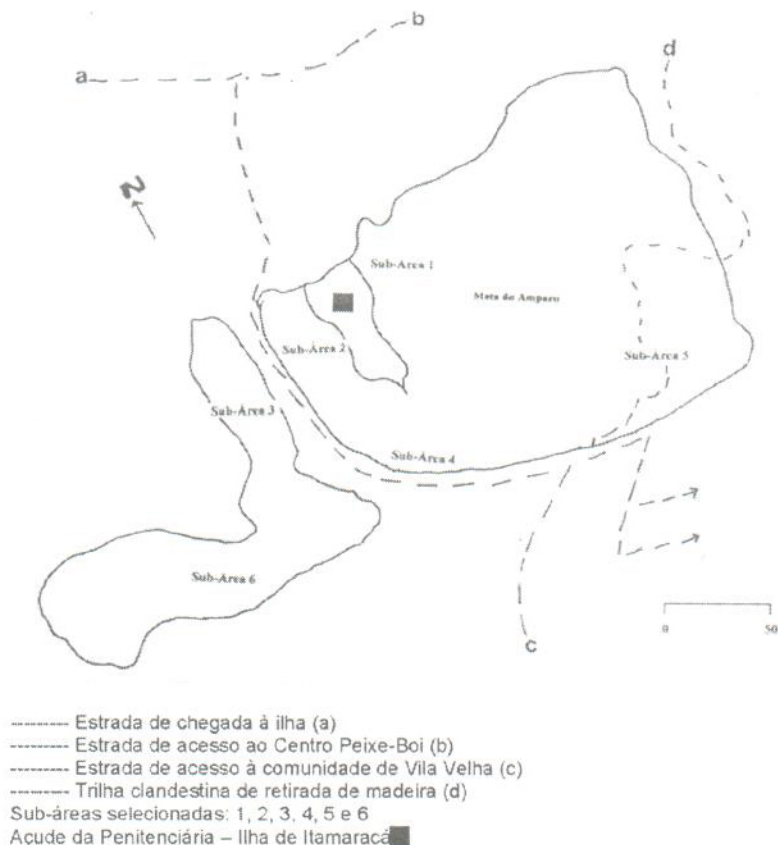 b
a
d
N
Sub-Área 1
Mata do Amparo
Sub-Área 2
Sub-Área 5
Sub-Área 3
Sub-Área 4
Sub-Área 6
c
0 50
Estrada de chegada à ilha (a)
Estrada de acesso ao Centro Peixe-Boi (b)
Estrada de acesso à comunidade de Vila Velha (c)
Trilha clandestina de retirada de madeira (d)
Sub-áreas selecionadas: 1, 2, 3, 4, 5 e 6
Açude da Penitenciária – Ilha de Itamaracá